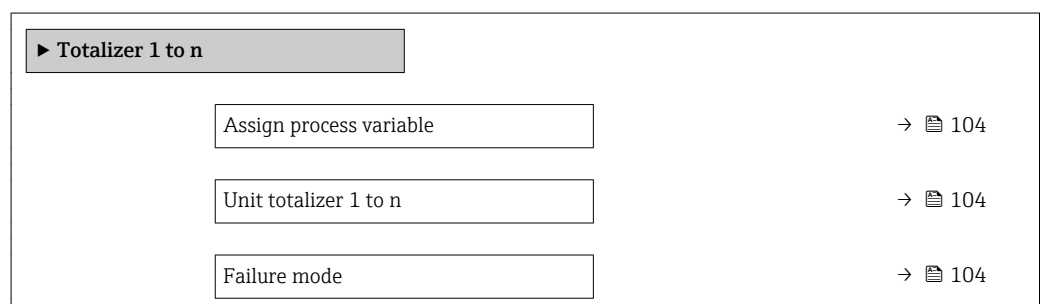 ▶ Totalizer 1 to n
Assign process variable → 104
Unit totalizer 1 to n → 104
Failure mode → 104